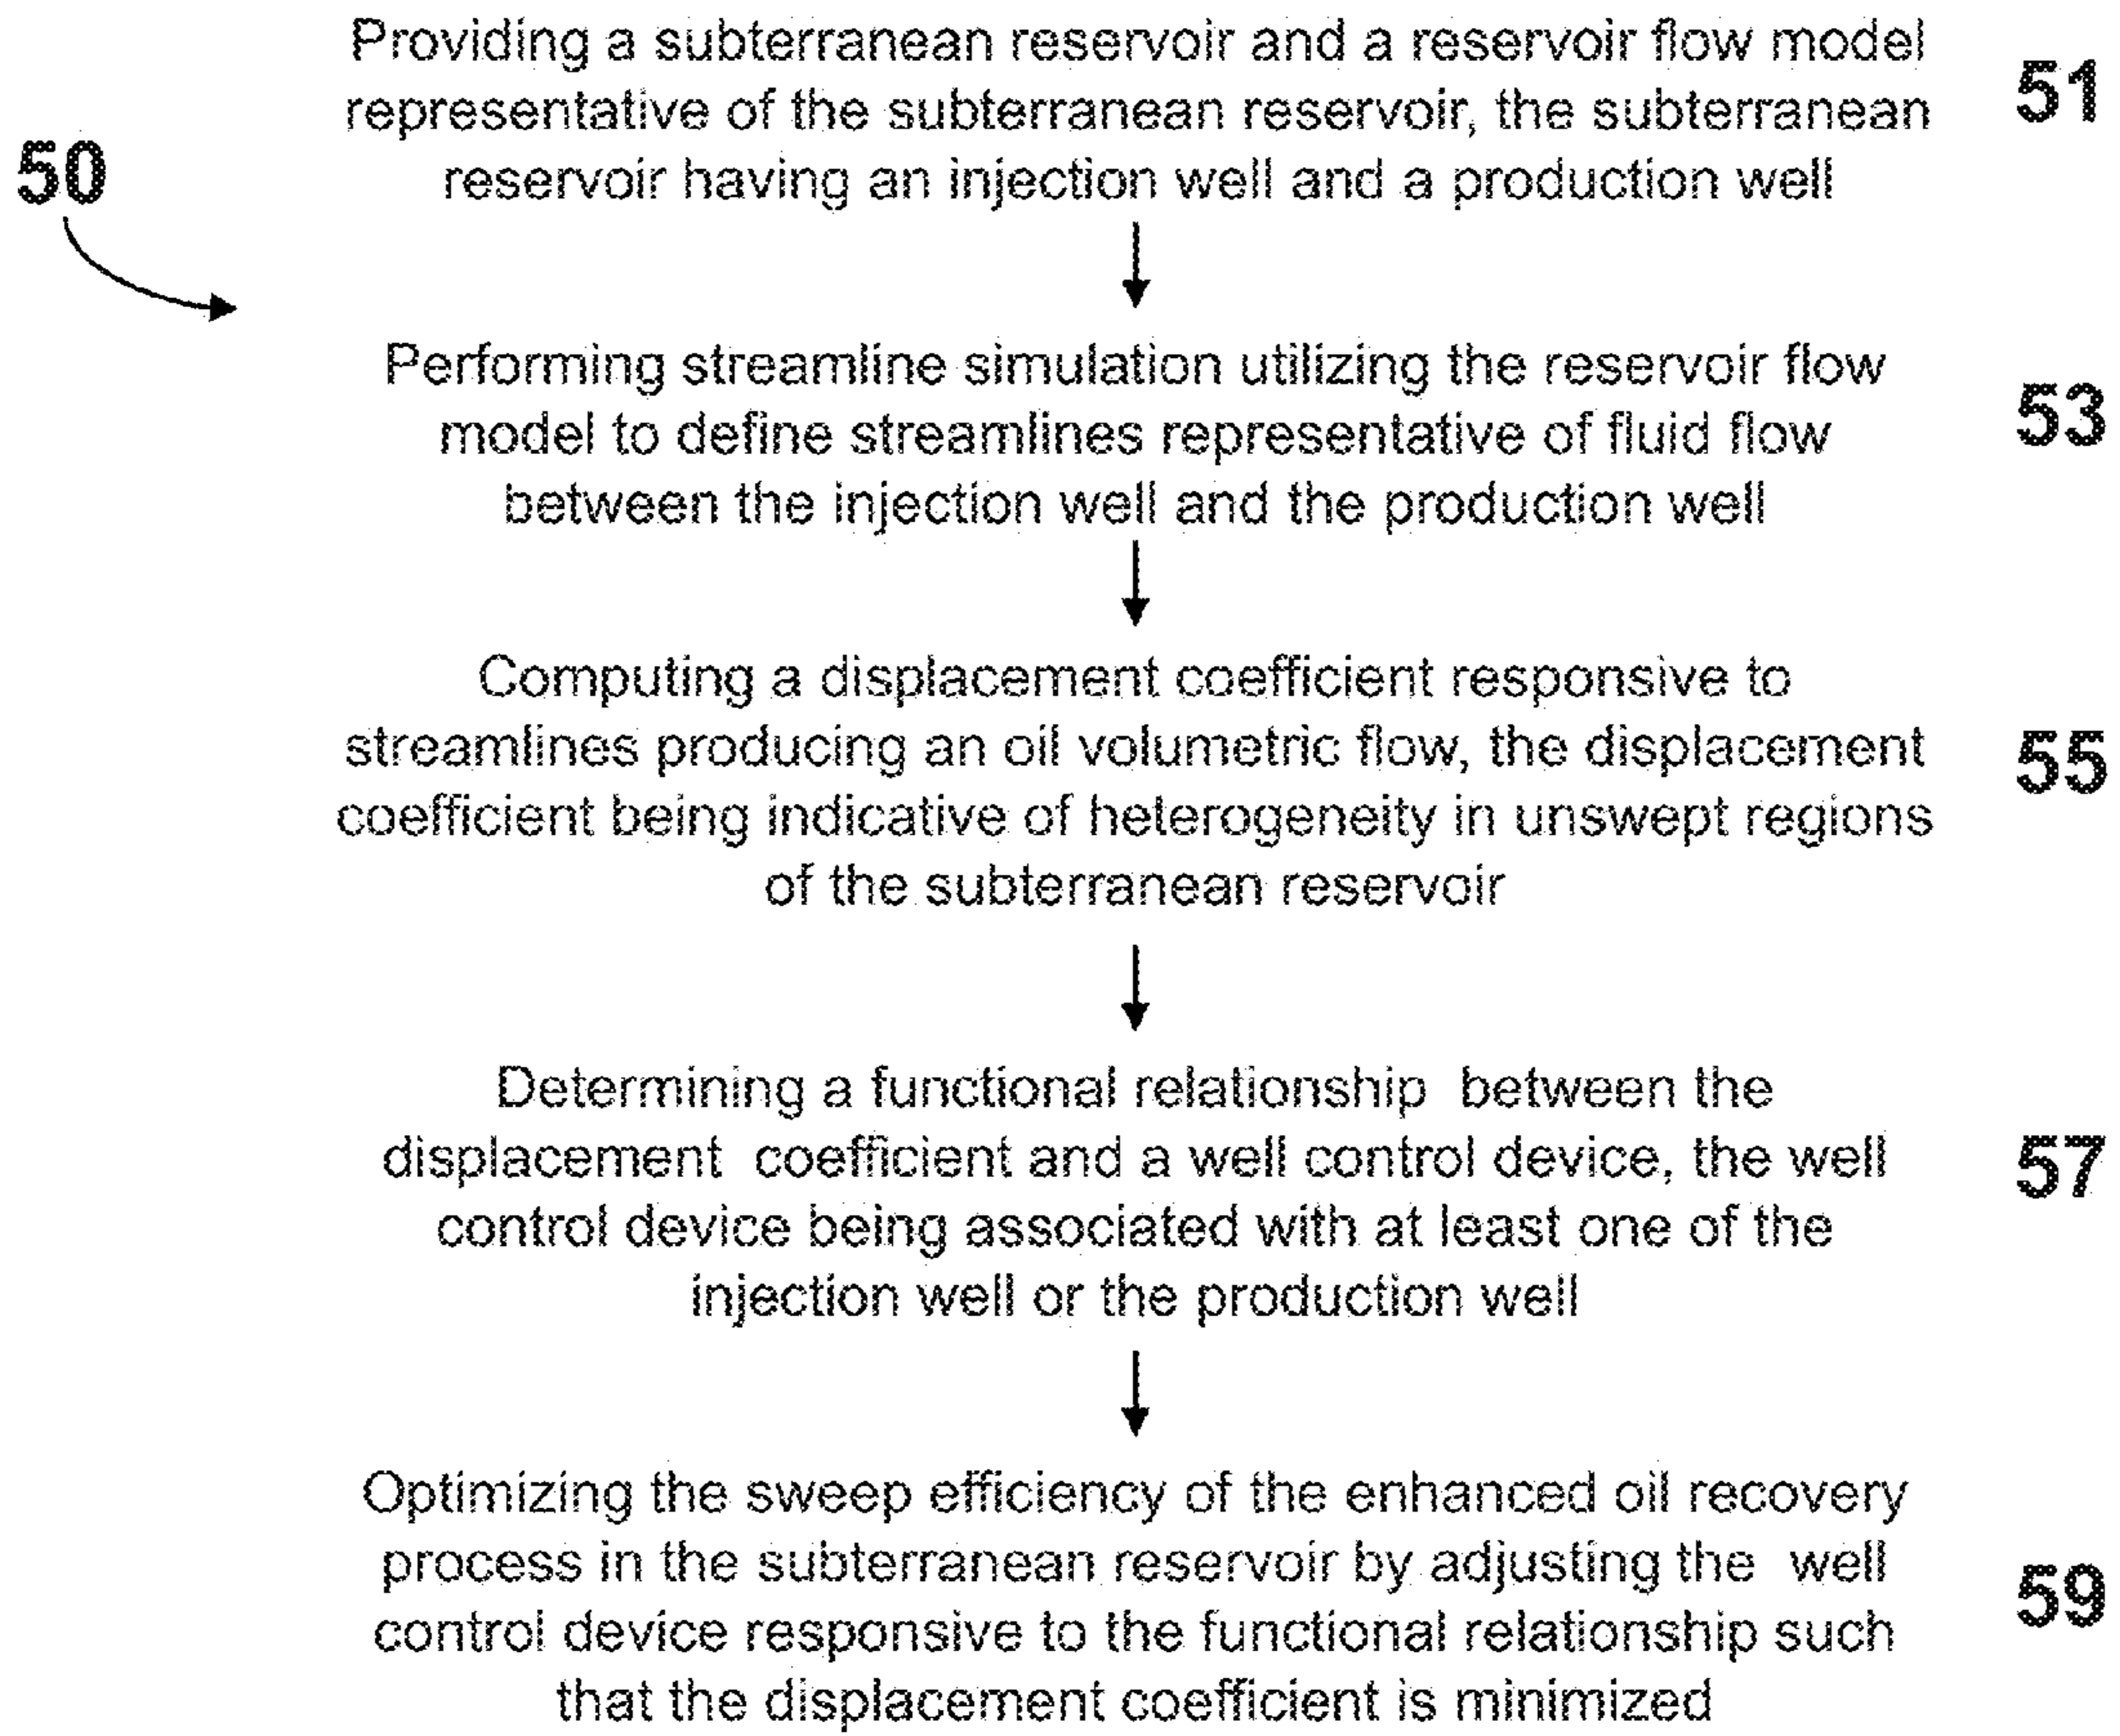 Providing a subterranean reservoir and a reservoir flow model
representative of the subterranean reservoir, the subterranean
reservoir having an injection well and a production well
51
50
Performing streamline simulation utilizing the reservoir flow
model to define streamlines representative of fluid flow
between the injection well and the production well
53
Computing a displacement coefficient responsive to
streamlines producing an oil volumetric flow, the displacement
coefficient being indicative of heterogeneity in unswept regions
of the subterranean reservoir
55
Determining a functional relationship between the
displacement coefficient and a well control device, the well
control device being associated with at least one of the
injection well or the production well
57
Optimizing the sweep efficiency of the enhanced oil recovery
process in the subterranean reservoir by adjusting the well
control device responsive to the functional relationship such
that the displacement coefficient is minimized
59